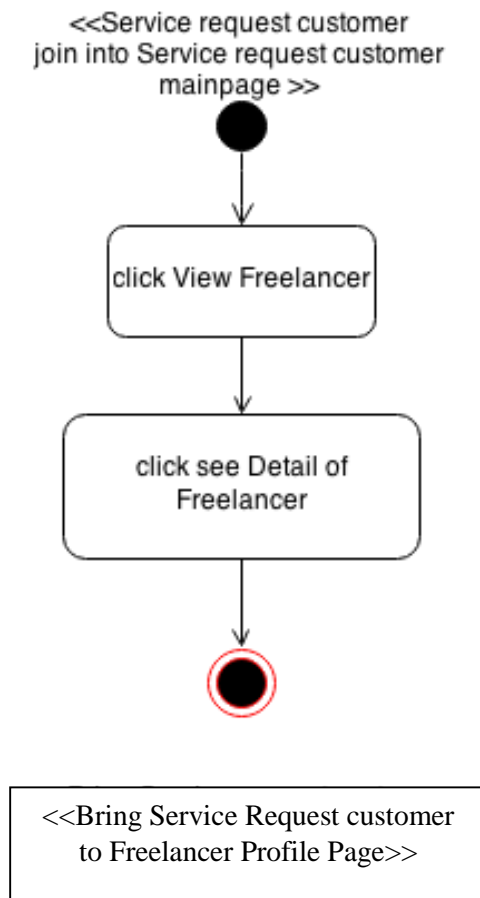 <<Service request customer
join into Service request customer
mainpage >>
click View Freelancer
click see Detail of
Freelancer
<<Bring Service Request customer
to Freelancer Profile Page>>